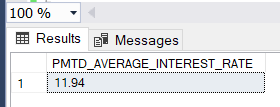 100 %
Results Messages
PMTD_AVERAGE_INTEREST_RATE
1 11.94